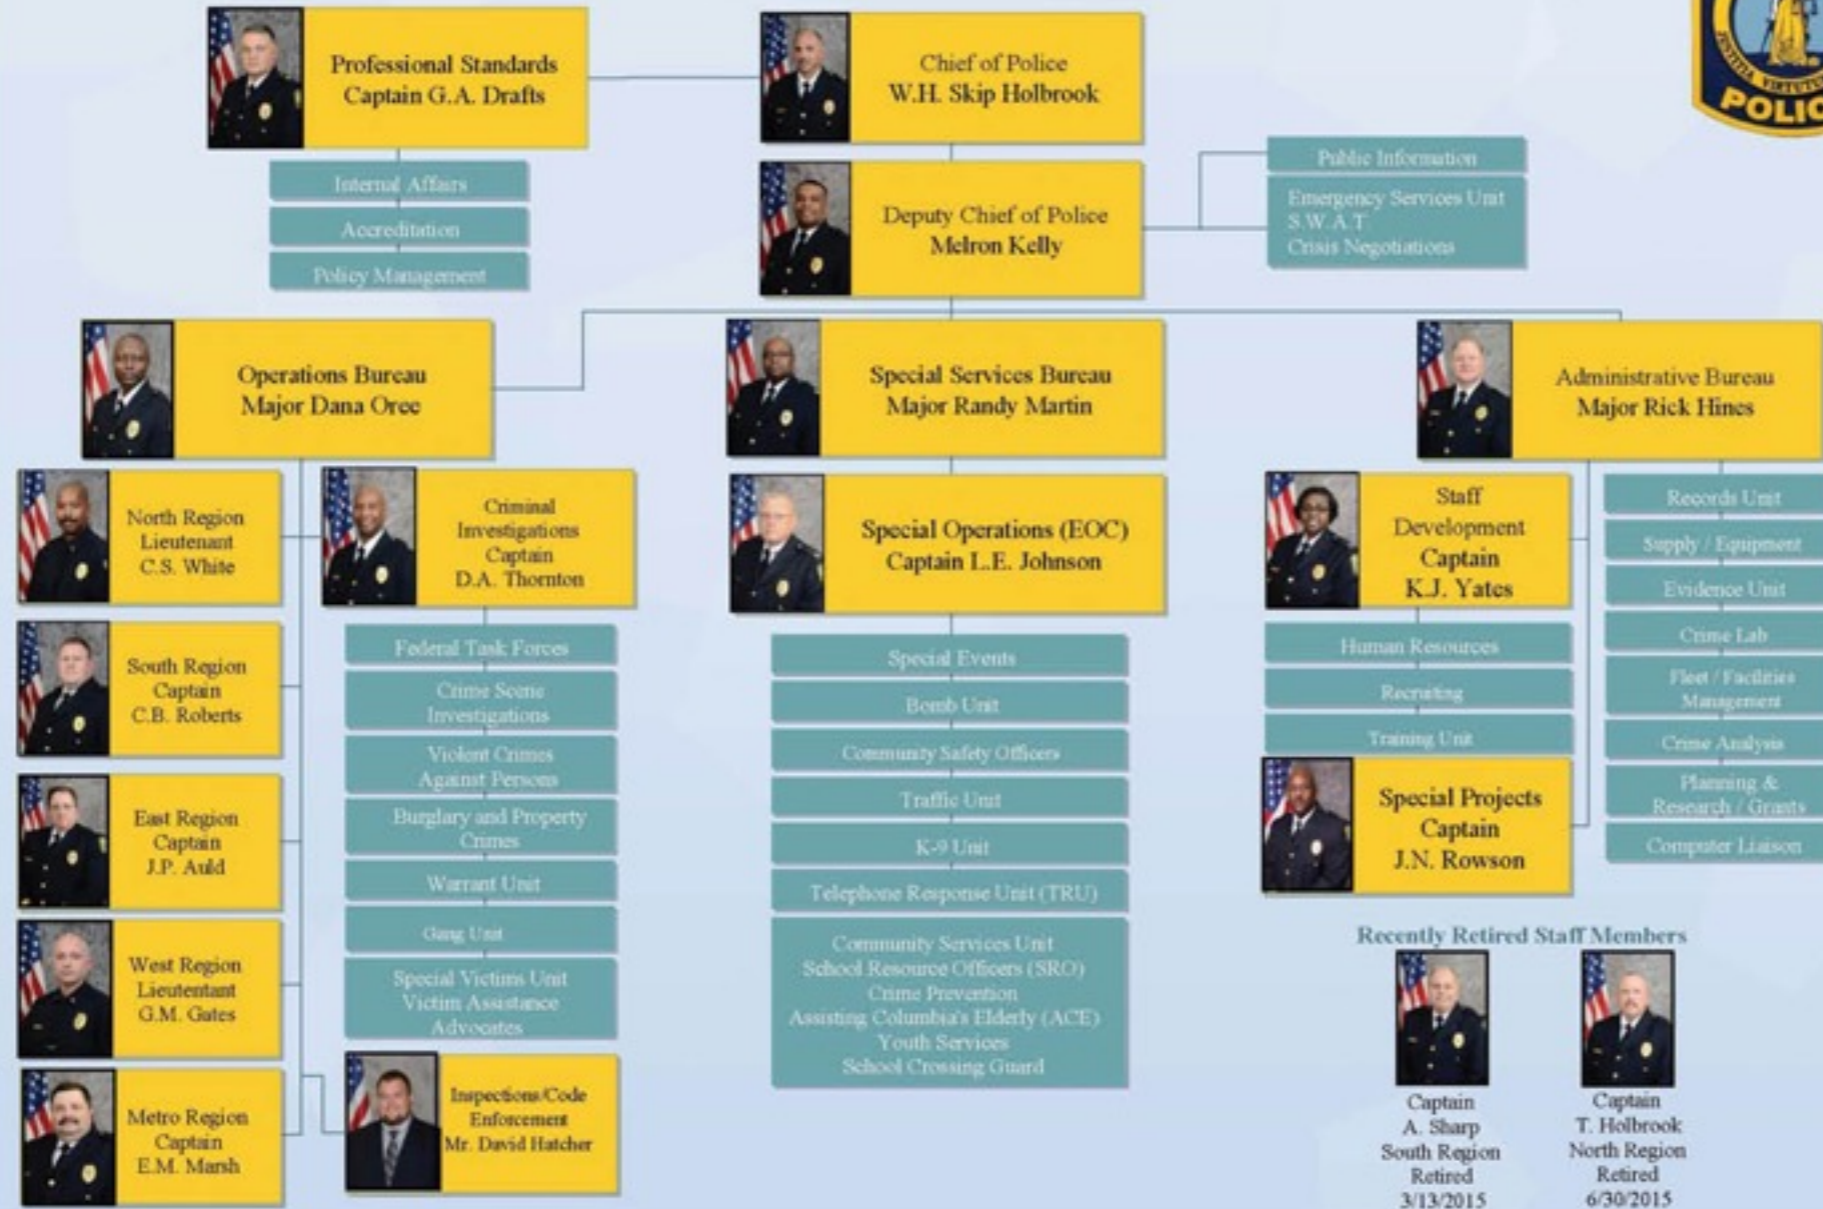 Professional Standards
Captain G.A. Drafts
Chief of Police
W.H. Skip Holbrook
POLIC
Internal Affairs
Accreditation
Policy Management
Deputy Chief of Police
Melron Kelly
Public Information
Emergency Services Unit
S.W.A.T.
Crisis Negotiations
Operations Bureau
Major Dana Oree
Special Services Bureau
Major Randy Martin
Administrative Bureau
Major Rick Hines
North Region
Lieutenant
C.S. White
South Region
Captain
C.B. Roberts
East Region
Captain
J.P. Auld
West Region
Lieutentant
G.M. Gates
Metro Region
Captain
E.M. Marsh
Criminal
Investigations
Captain
D.A. Thornton
Federal Task Forces
Crime Scene
Investigations
Violent Crimes
Against Persons
Burglary and Property
Crimes
Warrant Unit
Gang Unit
Special Victims Unit
Victim Assistance
Advocates
Inspections/Code
Enforcement
Mr. David Hatcher
Special Operations (EOC)
Captain L.E. Johnson
Special Events
Bomb Unit
Community Safety Officers
Traffic Unit
K-9 Unit
Telephone Response Unit (TRU)
Community Services Unit
School Resource Officers (SRO)
Crime Prevention
Assisting Columbia's Elderly (ACE)
Youth Services
School Crossing Guard
Staff
Development
Captain
K.J. Yates
Human Resources
Recruiting
Training Unit
Special Projects
Captain
J.N. Rowson
Records Unit
Supply / Equipment
Evidence Unit
Crime Lab
Fleet / Facilities
Management
Crime Analysis
Planning &
Research / Grants
Computer Liaison
Recently Retired Staff Members
Captain
A. Sharp
South Region
Retired
3/13/2015
Captain
T. Holbrook
North Region
Retired
6/30/2015